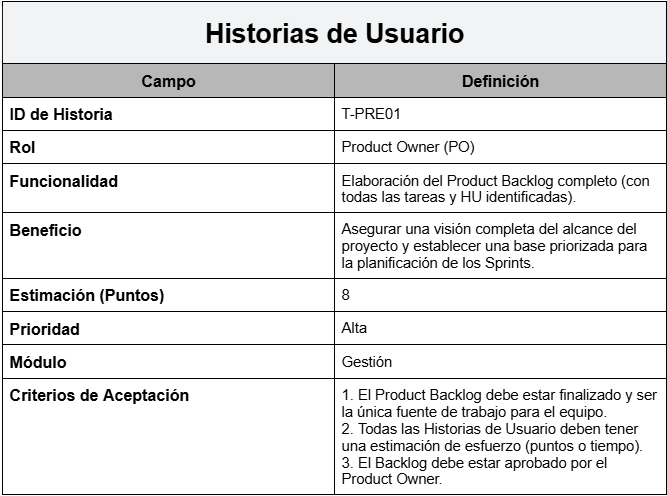 Historias de Usuario
Campo
Definición
ID de Historia
T-PRE01
Rol
Product Owner (PO)
Funcionalidad
Elaboración del Product Backlog completo (con
todas las tareas y HU identificadas).
Beneficio
Asegurar una visión completa del alcance del
proyecto y establecer una base priorizada para
la planificación de los Sprints.
Estimación (Puntos)
8
Prioridad
Alta
Módulo
Gestión
Criterios de Aceptación
1. El Product Backlog debe estar finalizado y ser
la única fuente de trabajo para el equipo.
2. Todas las Historias de Usuario deben tener
una estimación de esfuerzo (puntos o tiempo).
3. El Backlog debe estar aprobado por el
Product Owner.